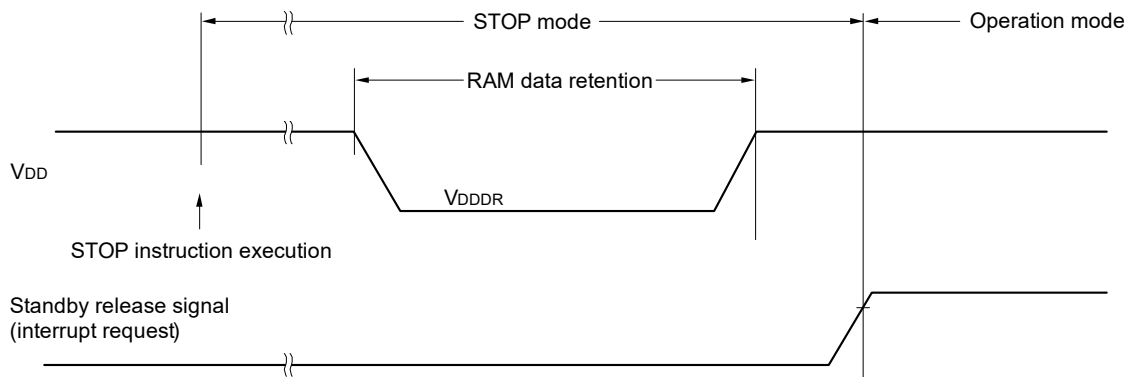 STOP mode
Operation mode
RAM data retention
VDD
VDDDR
STOP instruction execution
Standby release signal
(interrupt request)